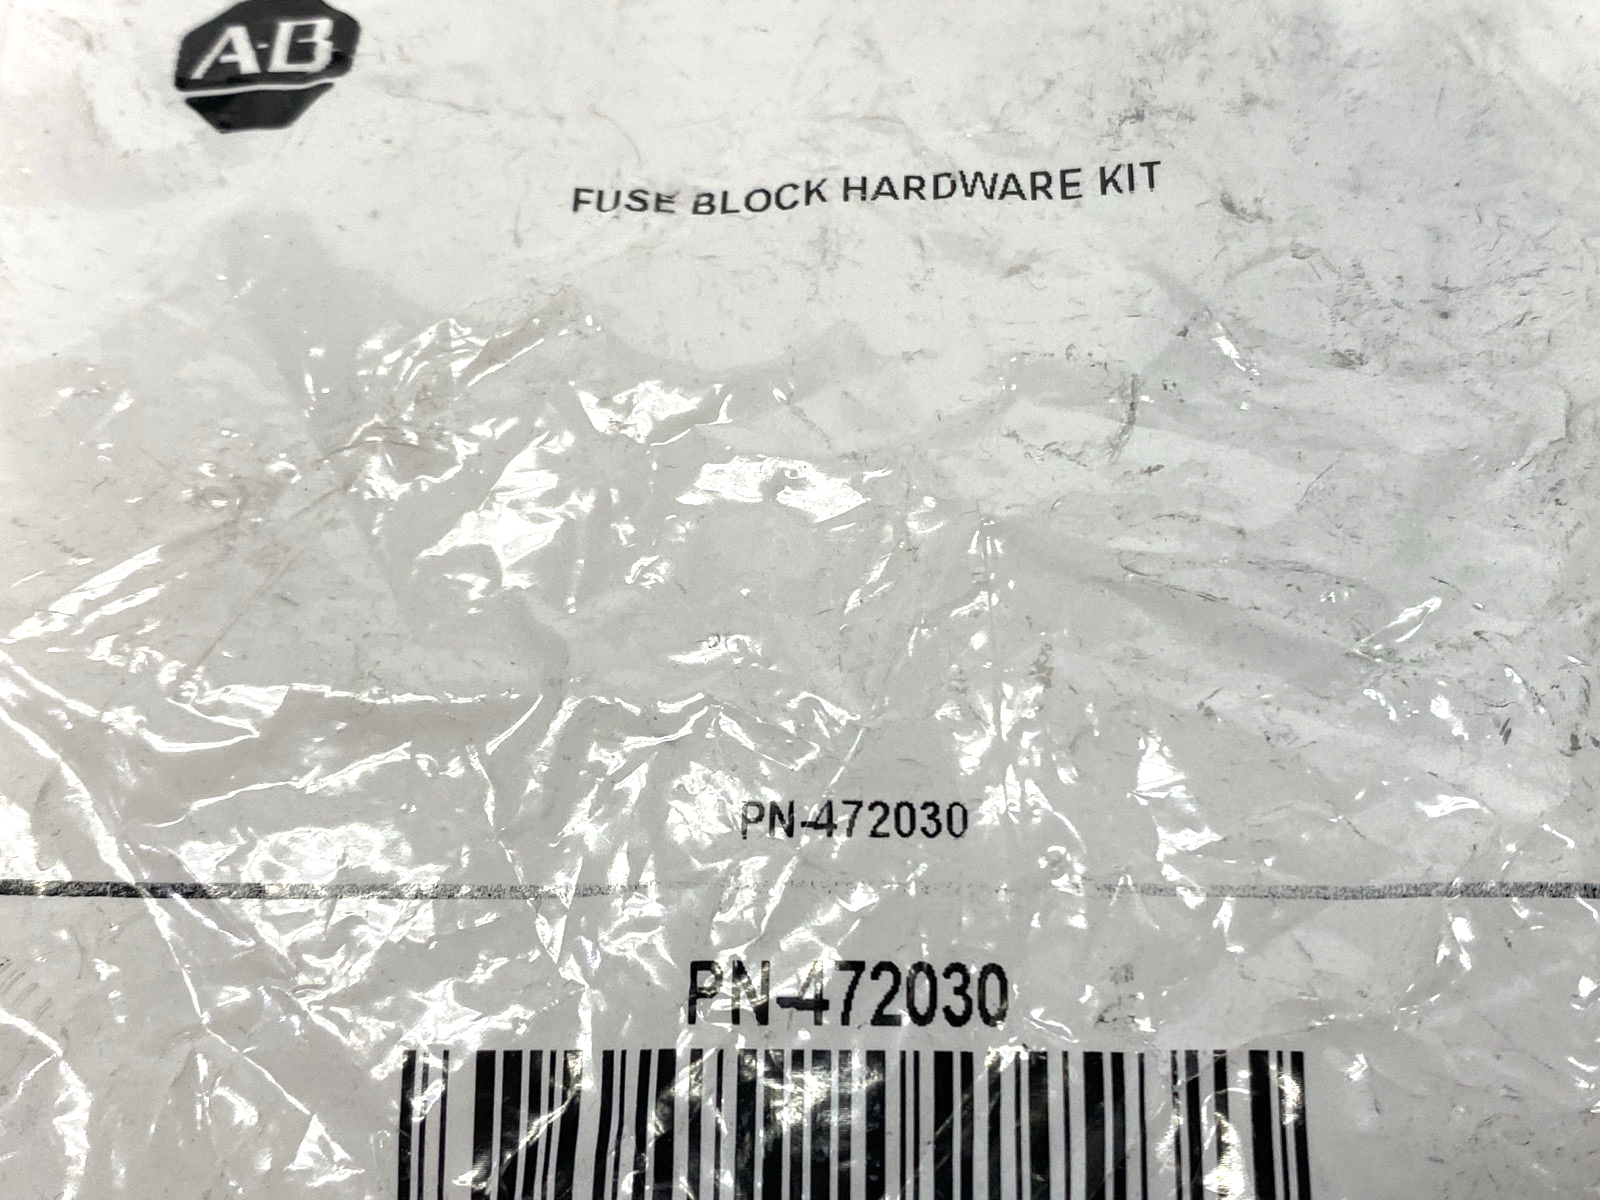 A-B
FUSE BLOCK HARDWARE KIT
PN-472030
PN-472030